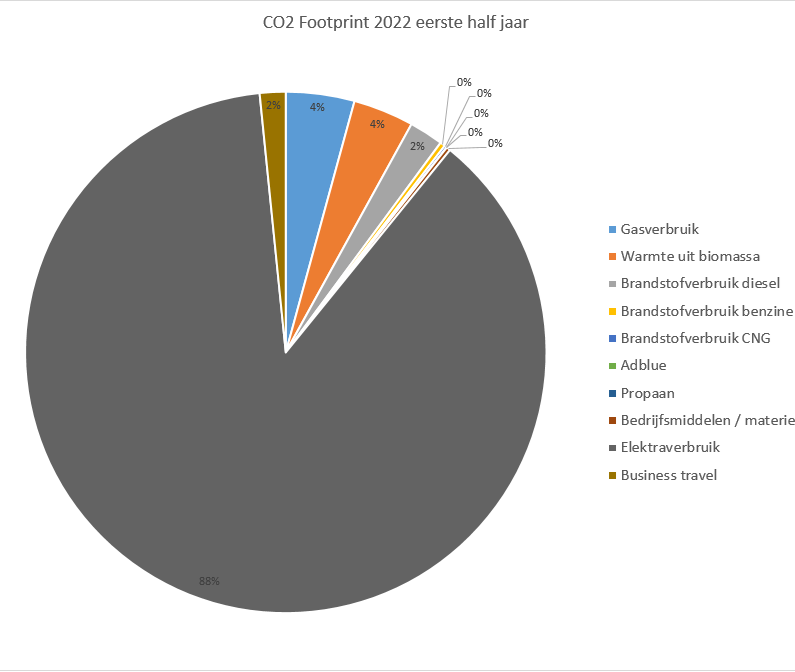 CO2 Footprint 2022 eerste half jaar
0%
0%
0%
0%
0%
2%
4%
4%
2%
88%
Gasverbruik
Warmte uit biomassa
Brandstofverbruik diesel
Brandstofverbruik benzine
Brandstofverbruik CNG
Adblue
Propaan
Bedrijfsmiddelen / materie
Elektraverbruik
Business travel